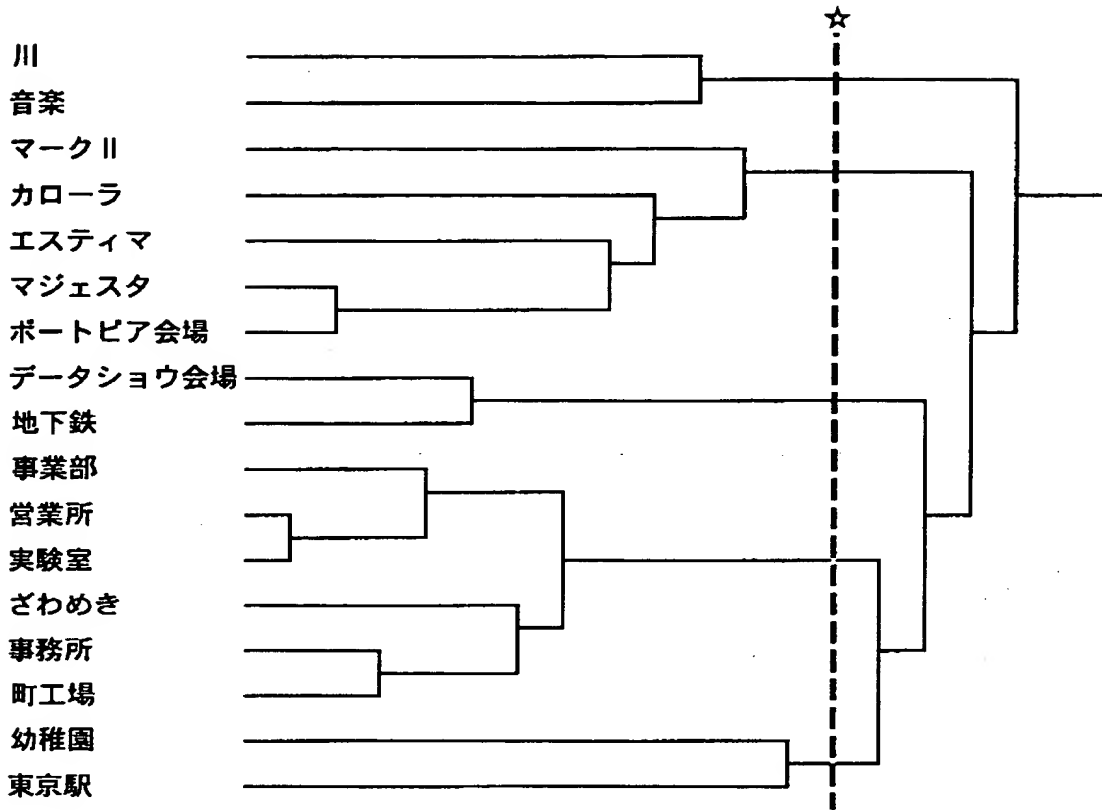 ☆
川
音楽
マークⅡ
カローラ
エスティマ
マジェスタ
ポートピア会場
データショウ会場
地下鉄
事業部
営業所
実験室
ざわめき
事務所
町工場
幼稚園
東京駅